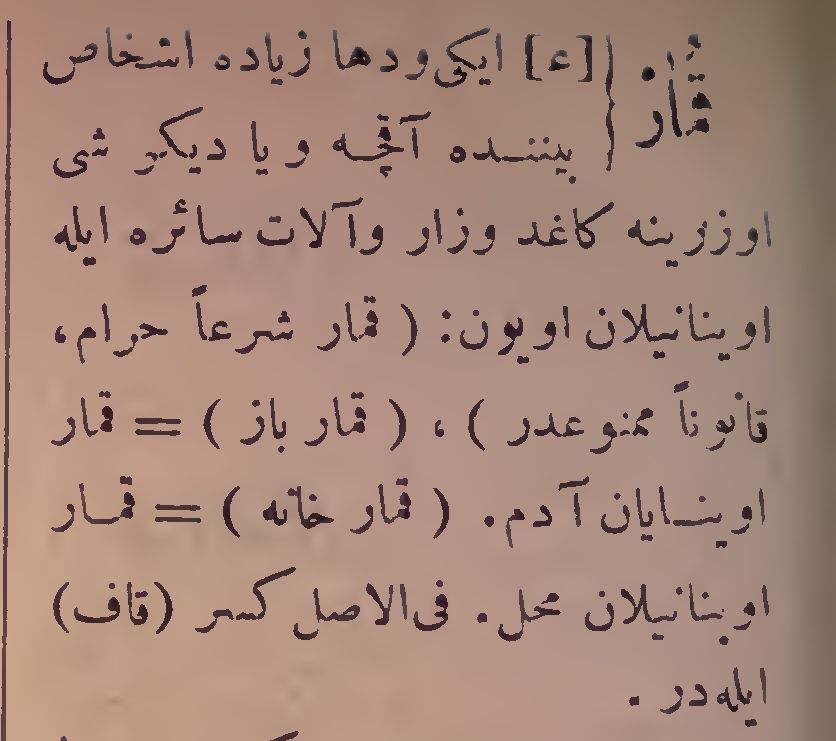 قُمار { [ع] ایکی ودها زیاده اشخاص
بیننده آقچه و یا دیکر شی
اوزرینه کاغد وزار وآلات سائره ایله
اوینانیلان اویون: ( قمار شرعاً حرام،
قانوناً ممنوعدر ) ، ( قمار باز ) = قمار
اوینایان آدم. ( قمار خانه ) = قمار
اوینانیلان محل. فی‌الاصل کسر (قاف)
ایله‌در .